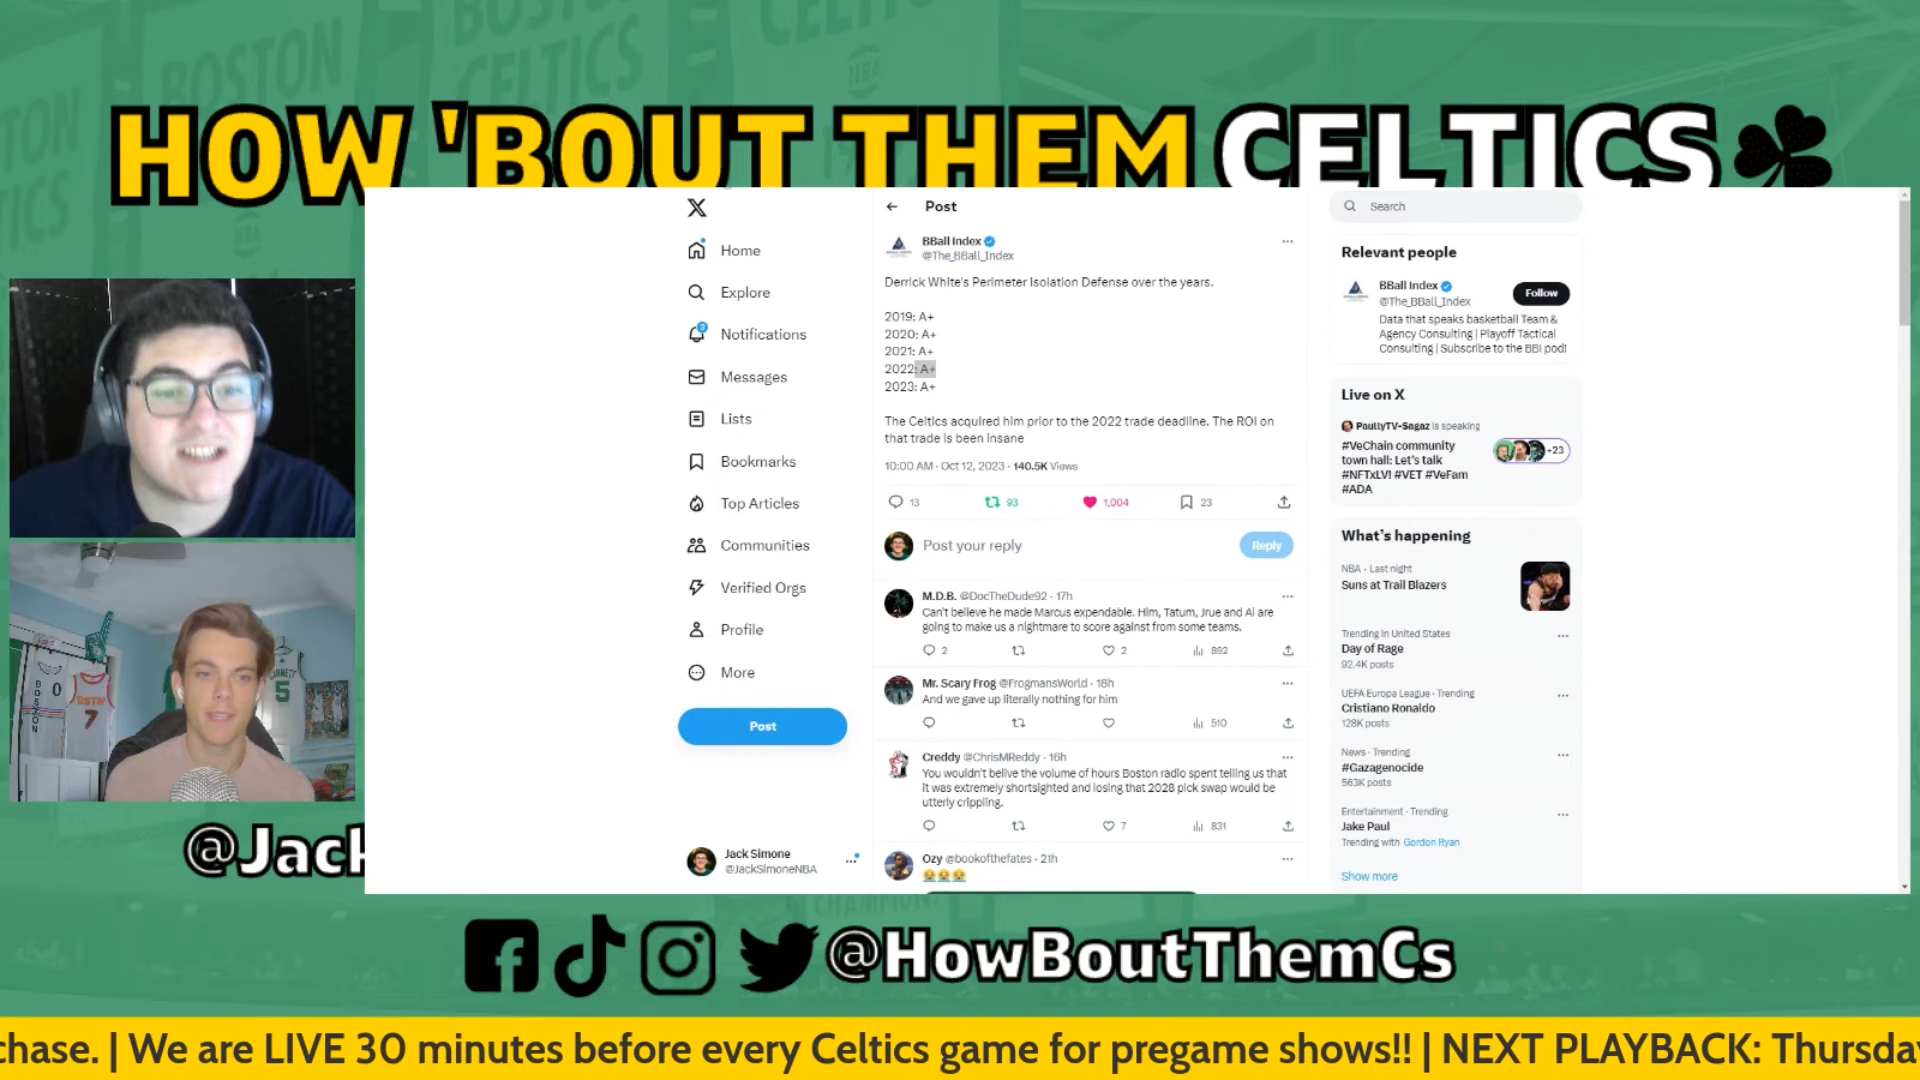 HOW 'BOUT THEM CELTICS
Post
Search
Home
Explore
Notifications
Messages
Lists
Bookmarks
Top Articles
Communities
Verified Orgs
Profile
More
Post
Jack Simone
@JackSimoneNBA
BBall Index
@The_BBall_Index
Derrick White's Perimeter Isolation Defense over the years.
2019: A+
2020: A+
2021: A+
2022: A+
2023: A+
The Celtics acquired him prior to the 2022 trade deadline. The ROI on
that trade is been insane
10:00 AM · Oct 12, 2023 · 140.5K Views
13 93 1,004 23
Post your reply
Reply
M.D.B. @DocTheDude92 · 17h
Can't believe he made Marcus expendable. Him, Tatum, Jrue and Al are
going to make us a nightmare to score against from some teams.
2 2 892
Mr. Scary Frog @FrogmansWorld · 18h
And we gave up literally nothing for him
510
Creddy @ChrisMReddy · 16h
You wouldn't belive the volume of hours Boston radio spent telling us that
it was extremely shortsighted and losing that 2028 pick swap would be
utterly crippling.
7 831
Ozy @bookofthefates · 21h
Relevant people
BBall Index
@The_BBall_Index
Follow
Data that speaks basketball Team &
Agency Consulting | Playoff Tactical
Consulting | Subscribe to the BBI pod!
Live on X
PaullyTV-Sagaz is speaking
#VeChain community
town hall: Let's talk
#NFTxLV! #VET #VeFam
#ADA
+23
What's happening
NBA · Last night
Suns at Trail Blazers
Trending in United States
Day of Rage
92.4K posts
UEFA Europa League · Trending
Cristiano Ronaldo
128K posts
News · Trending
#Gazagenocide
563K posts
Entertainment · Trending
Jake Paul
Trending with Gordon Ryan
Show more
BOSTON
0
BSTN
7
GARNETT
5
@Jack
@HowBoutThemCs
chase. | We are LIVE 30 minutes before every Celtics game for pregame shows!! | NEXT PLAYBACK: Thursday
BOSTON
BOSTON
CELTICS
CELTICS
NBA